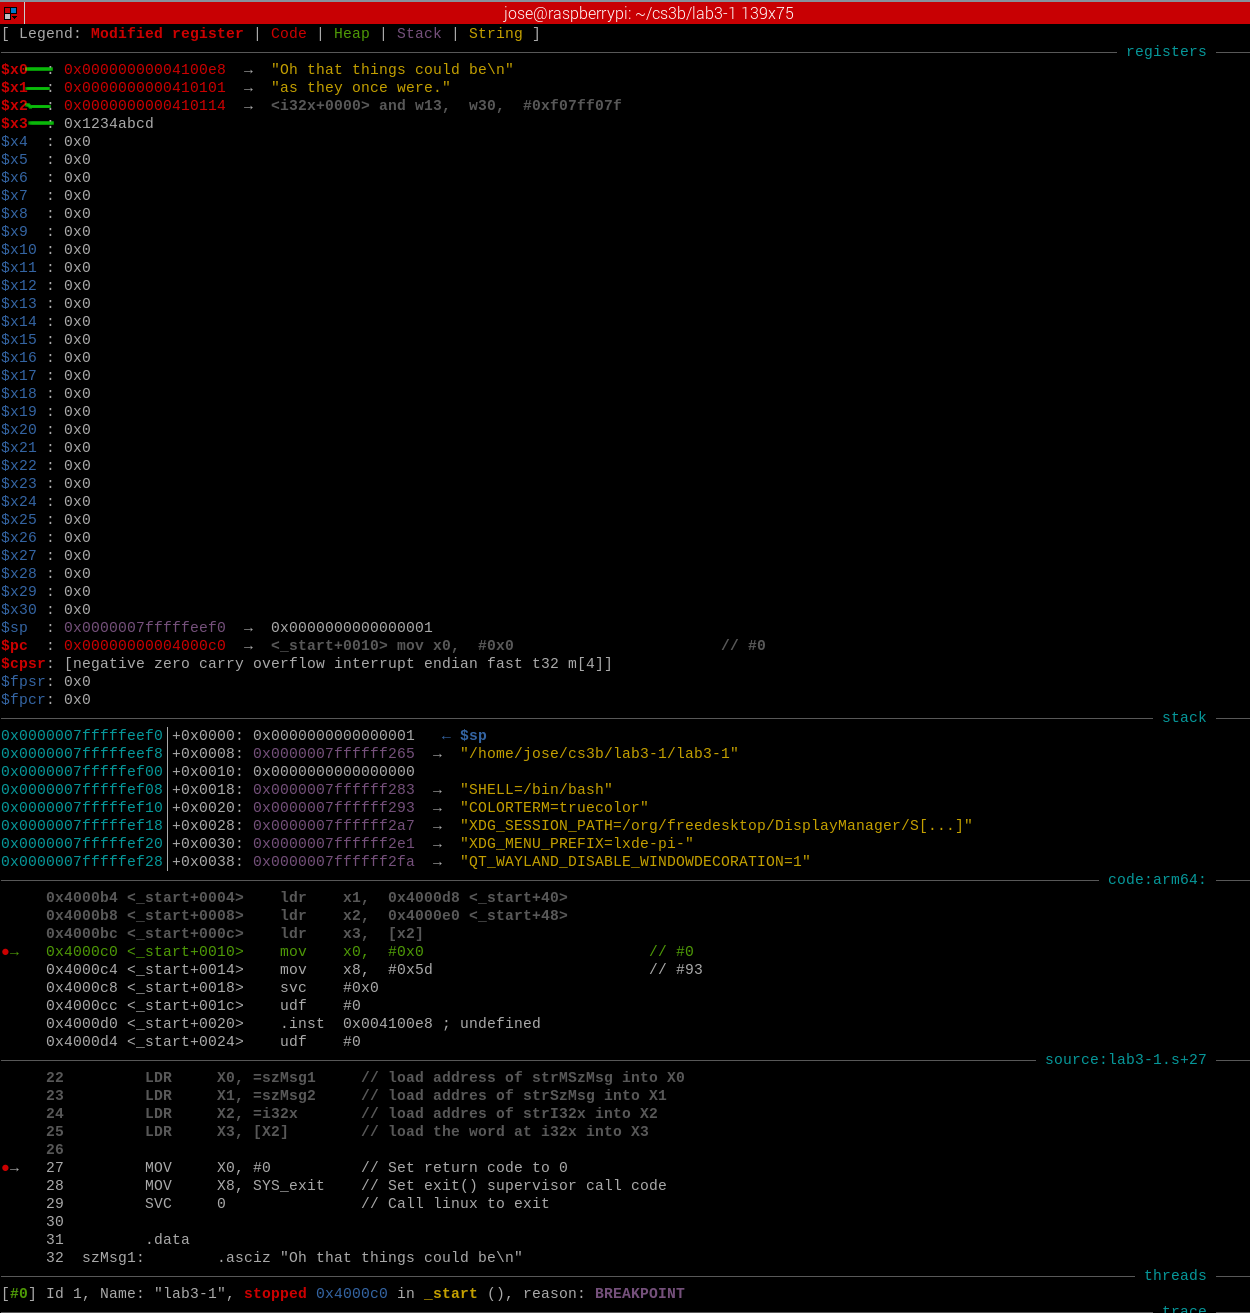 jose@raspberrypi: ~/cs3b/lab3-1 139x75
[ Legend: Modified register | Code | Heap | Stack | String ]
registers
$x0  : 0x00000000004100e8  →  "Oh that things could be\n"
$x1  : 0x0000000000410101  →  "as they once were."
$x2  : 0x0000000000410114  →  <i32x+0000> and w13,  w30,  #0xf07ff07f
$x3  : 0x1234abcd
$x4  : 0x0
$x5  : 0x0
$x6  : 0x0
$x7  : 0x0
$x8  : 0x0
$x9  : 0x0
$x10 : 0x0
$x11 : 0x0
$x12 : 0x0
$x13 : 0x0
$x14 : 0x0
$x15 : 0x0
$x16 : 0x0
$x17 : 0x0
$x18 : 0x0
$x19 : 0x0
$x20 : 0x0
$x21 : 0x0
$x22 : 0x0
$x23 : 0x0
$x24 : 0x0
$x25 : 0x0
$x26 : 0x0
$x27 : 0x0
$x28 : 0x0
$x29 : 0x0
$x30 : 0x0
$sp  : 0x0000007fffffeef0  →  0x0000000000000001
$pc  : 0x00000000004000c0  →  <_start+0010> mov x0,  #0x0                       // #0
$cpsr: [negative zero carry overflow interrupt endian fast t32 m[4]]
$fpsr: 0x0
$fpcr: 0x0
stack
0x0000007fffffeef0│+0x0000: 0x0000000000000001   ← $sp
0x0000007fffffeef8│+0x0008: 0x0000007ffffff265  →  "/home/jose/cs3b/lab3-1/lab3-1"
0x0000007fffffef00│+0x0010: 0x0000000000000000
0x0000007fffffef08│+0x0018: 0x0000007ffffff283  →  "SHELL=/bin/bash"
0x0000007fffffef10│+0x0020: 0x0000007ffffff293  →  "COLORTERM=truecolor"
0x0000007fffffef18│+0x0028: 0x0000007ffffff2a7  →  "XDG_SESSION_PATH=/org/freedesktop/DisplayManager/S[...]"
0x0000007fffffef20│+0x0030: 0x0000007ffffff2e1  →  "XDG_MENU_PREFIX=lxde-pi-"
0x0000007fffffef28│+0x0038: 0x0000007ffffff2fa  →  "QT_WAYLAND_DISABLE_WINDOWDECORATION=1"
code:arm64:
0x4000b4 <_start+0004>    ldr    x1,  0x4000d8 <_start+40>
0x4000b8 <_start+0008>    ldr    x2,  0x4000e0 <_start+48>
0x4000bc <_start+000c>    ldr    x3,  [x2]
●→   0x4000c0 <_start+0010>    mov    x0,  #0x0                         // #0
0x4000c4 <_start+0014>    mov    x8,  #0x5d                        // #93
0x4000c8 <_start+0018>    svc    #0x0
0x4000cc <_start+001c>    udf    #0
0x4000d0 <_start+0020>    .inst  0x004100e8 ; undefined
0x4000d4 <_start+0024>    udf    #0
source:lab3-1.s+27
22         LDR     X0, =szMsg1     // load address of strMSzMsg into X0
23         LDR     X1, =szMsg2     // load addres of strSzMsg into X1
24         LDR     X2, =i32x       // load addres of strI32x into X2
25         LDR     X3, [X2]        // load the word at i32x into X3
26
●→   27         MOV     X0, #0          // Set return code to 0
28         MOV     X8, SYS_exit    // Set exit() supervisor call code
29         SVC     0               // Call linux to exit
30
31         .data
32  szMsg1:        .asciz "Oh that things could be\n"
threads
[#0] Id 1, Name: "lab3-1", stopped 0x4000c0 in _start (), reason: BREAKPOINT
trace